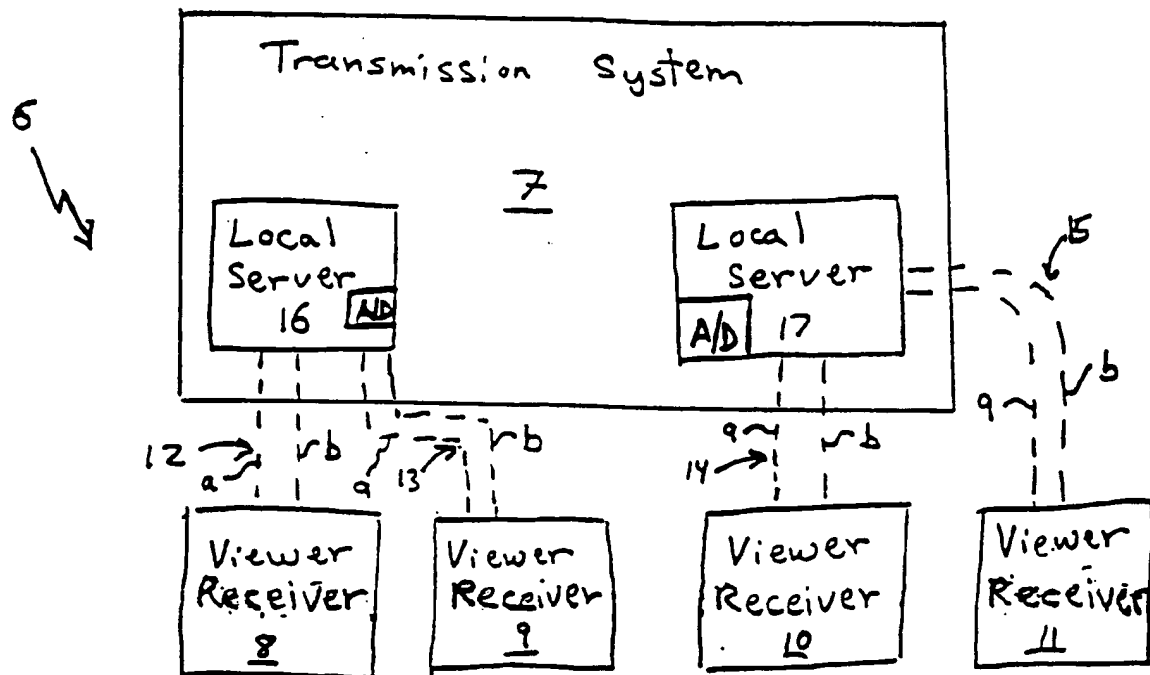 Transmission System
6
7
Local
Server
16
A/D
Local
Server
17
A/D
15
a
b
12
a
b
a
13
b
a
14
b
Viewer
Receiver
8
Viewer
Receiver
9
Viewer
Receiver
10
Viewer
Receiver
11